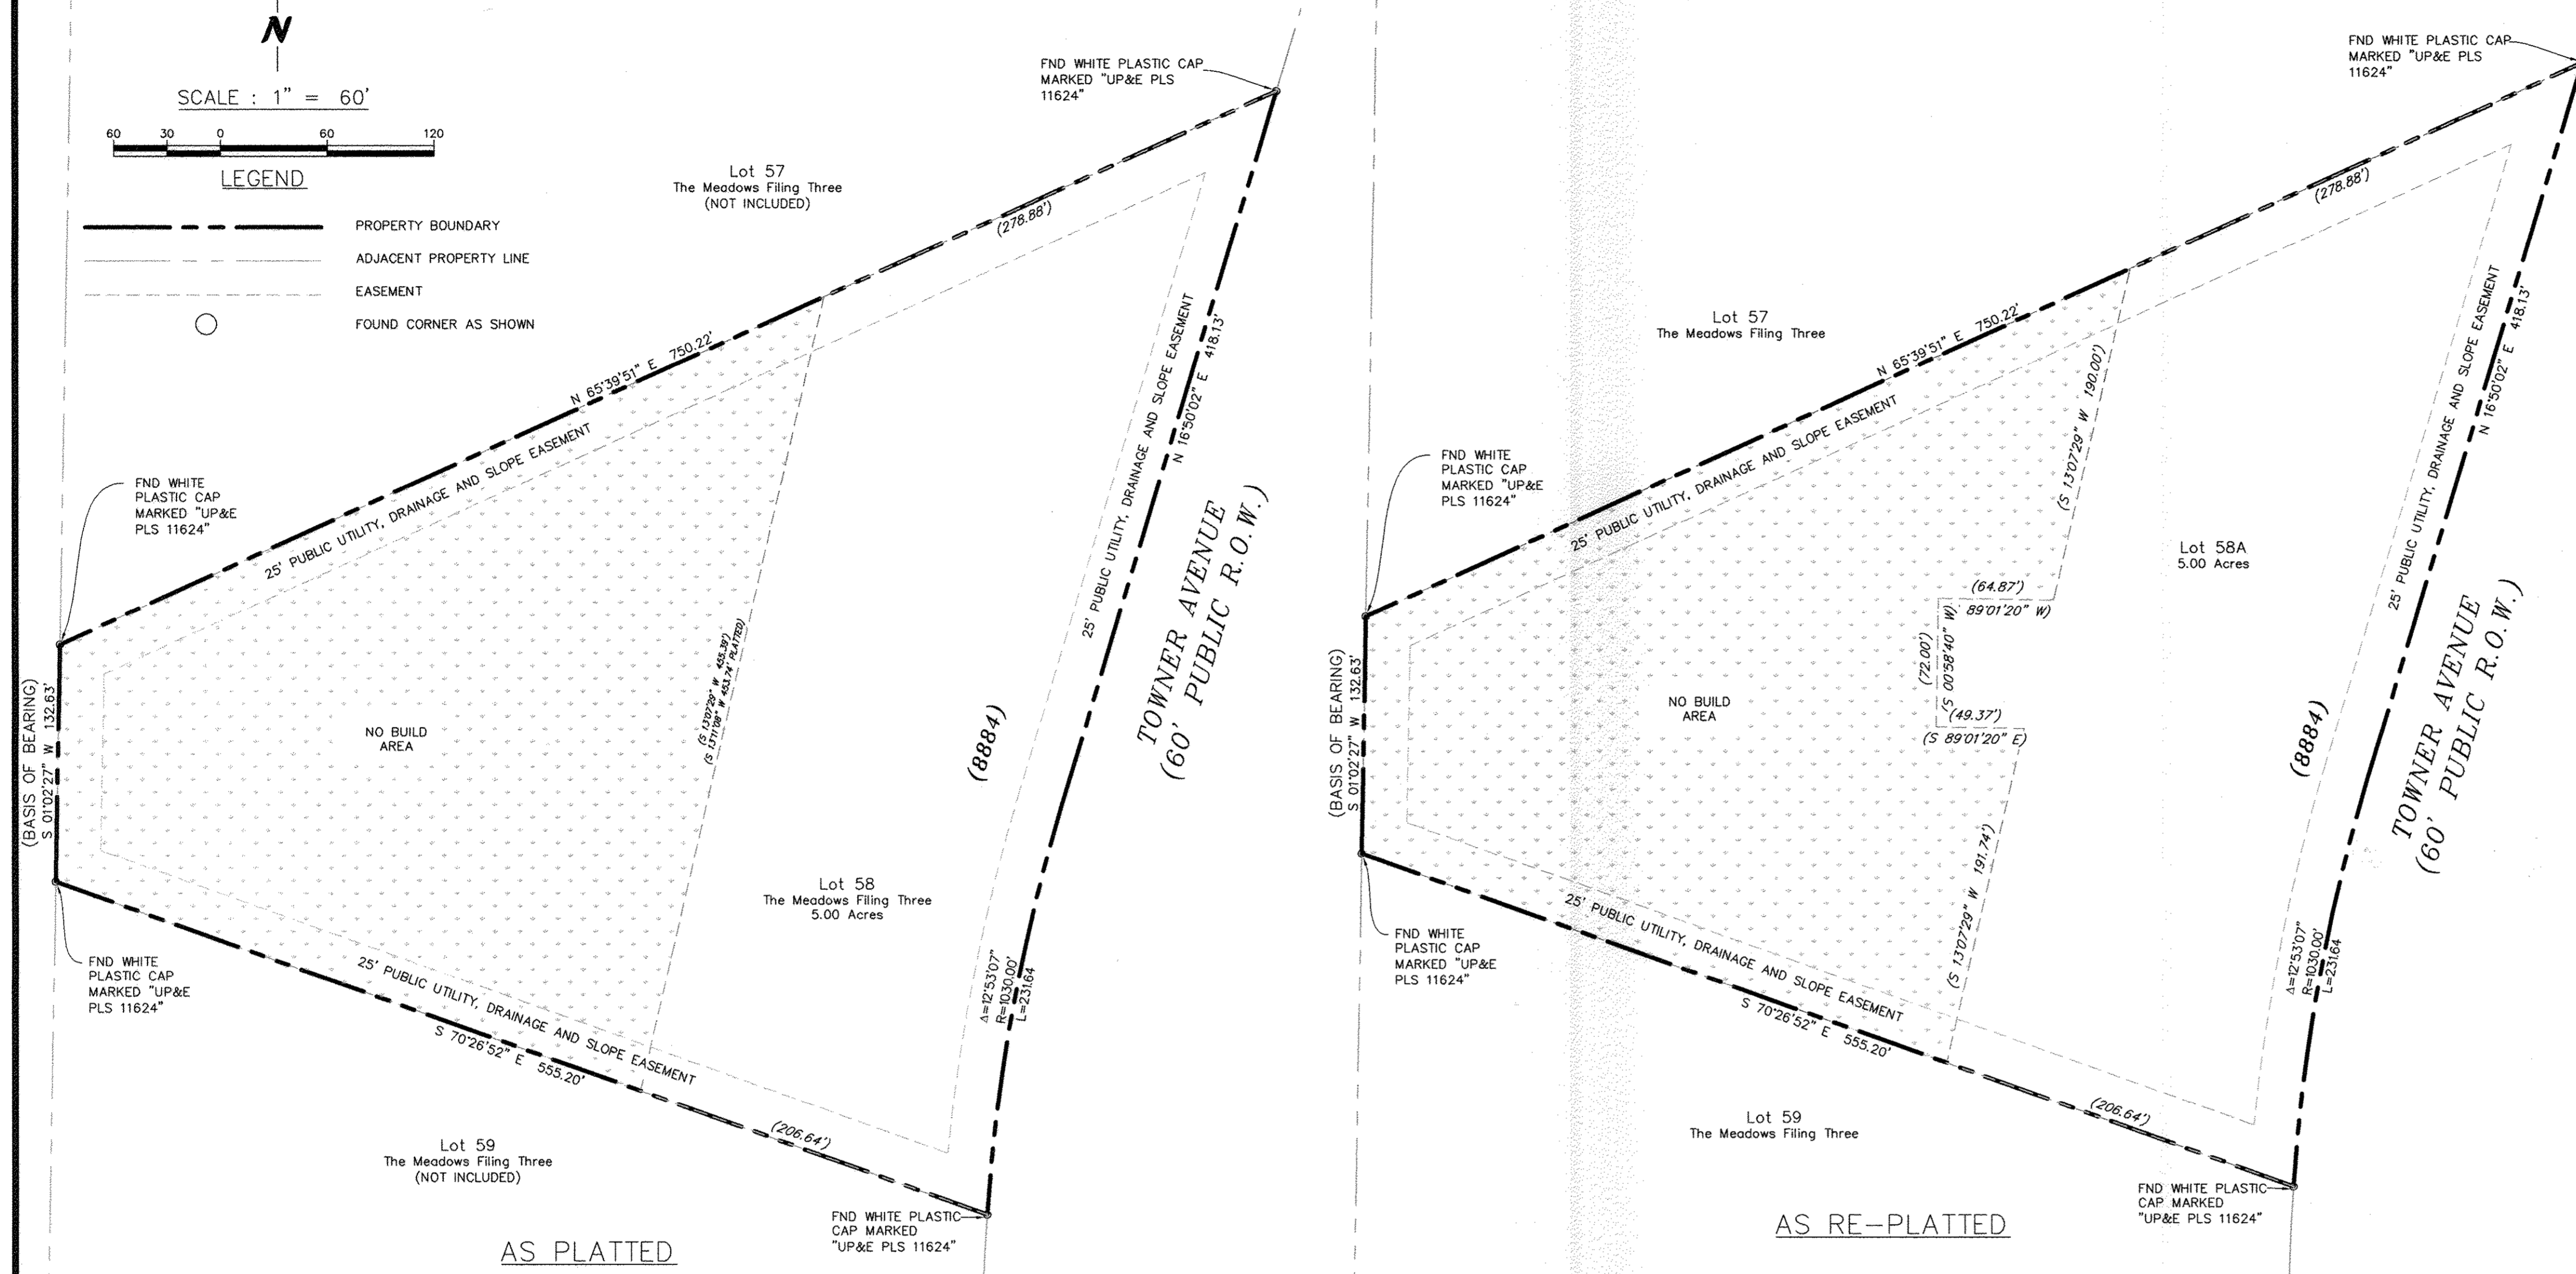 N
SCALE : 1" = 60'
60 30 0 60 120
LEGEND
PROPERTY BOUNDARY
ADJACENT PROPERTY LINE
EASEMENT
FOUND CORNER AS SHOWN
FND WHITE PLASTIC CAP
MARKED "UP&E PLS
11624"
Lot 57
The Meadows Filing Three
(NOT INCLUDED)
(278.88')
N 65°39'51" E 750.22'
25' PUBLIC UTILITY, DRAINAGE AND SLOPE EASEMENT
25' PUBLIC UTILITY, DRAINAGE AND SLOPE EASEMENT
N 16°50'02" E 418.13'
TOWNER AVENUE
(60' PUBLIC R.O.W.)
FND WHITE
PLASTIC CAP
MARKED "UP&E
PLS 11624"
(BASIS OF BEARING)
S 01°02'27" W 132.63'
NO BUILD
AREA
(S 13°07'29" W 455.39')
(S 13°11'08" W 453.74' PLATTED)
(8884)
Lot 58
The Meadows Filing Three
5.00 Acres
Δ=12°53'07"
R=1030.00'
L=231.64
FND WHITE
PLASTIC CAP
MARKED "UP&E
PLS 11624"
25' PUBLIC UTILITY, DRAINAGE AND SLOPE EASEMENT
S 70°26'52" E 555.20'
(206.64')
Lot 59
The Meadows Filing Three
(NOT INCLUDED)
FND WHITE PLASTIC
CAP MARKED
"UP&E PLS 11624"
AS PLATTED
FND WHITE PLASTIC CAP
MARKED "UP&E PLS
11624"
(278.88')
Lot 57
The Meadows Filing Three
N 65°39'51" E 750.22'
25' PUBLIC UTILITY, DRAINAGE AND SLOPE EASEMENT
(S 13°07'29" W 190.00')
25' PUBLIC UTILITY, DRAINAGE AND SLOPE EASEMENT
N 16°50'02" E 418.13'
FND WHITE
PLASTIC CAP
MARKED "UP&E
PLS 11624"
Lot 58A
5.00 Acres
(64.87')
89°01'20" W)
(72.00')
(S 00°58'40" W)
(49.37')
(S 89°01'20" E)
NO BUILD
AREA
(BASIS OF BEARING)
S 01°02'27" W 132.63'
(8884)
TOWNER AVENUE
(60' PUBLIC R.O.W.)
(S 13°07'29" W 191.74')
FND WHITE
PLASTIC CAP
MARKED "UP&E
PLS 11624"
25' PUBLIC UTILITY, DRAINAGE AND SLOPE EASEMENT
S 70°26'52" E 555.20'
Δ=12°53'07"
R=1030.00'
L=231.64
(206.64')
Lot 59
The Meadows Filing Three
FND WHITE PLASTIC
CAP MARKED
"UP&E PLS 11624"
AS RE-PLATTED